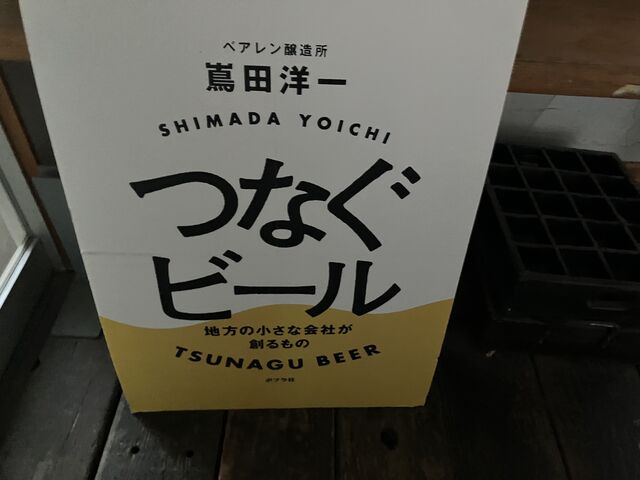 ベアレン醸造所
嶌田洋一
SHIMADA YOICHI
つなぐ
ビール
地方の小さな会社が
創るもの
TSUNAGU BEER
ポプラ社